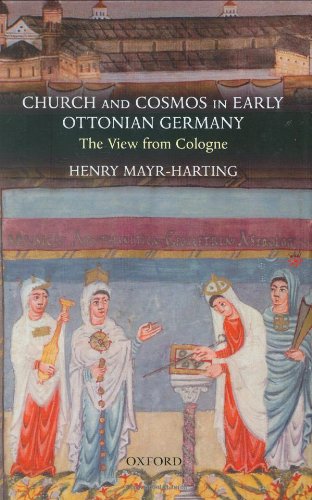 CHURCH AND COSMOS IN EARLY
OTTONIAN GERMANY
The View from Cologne
HENRY MAYR-HARTING
OXFORD